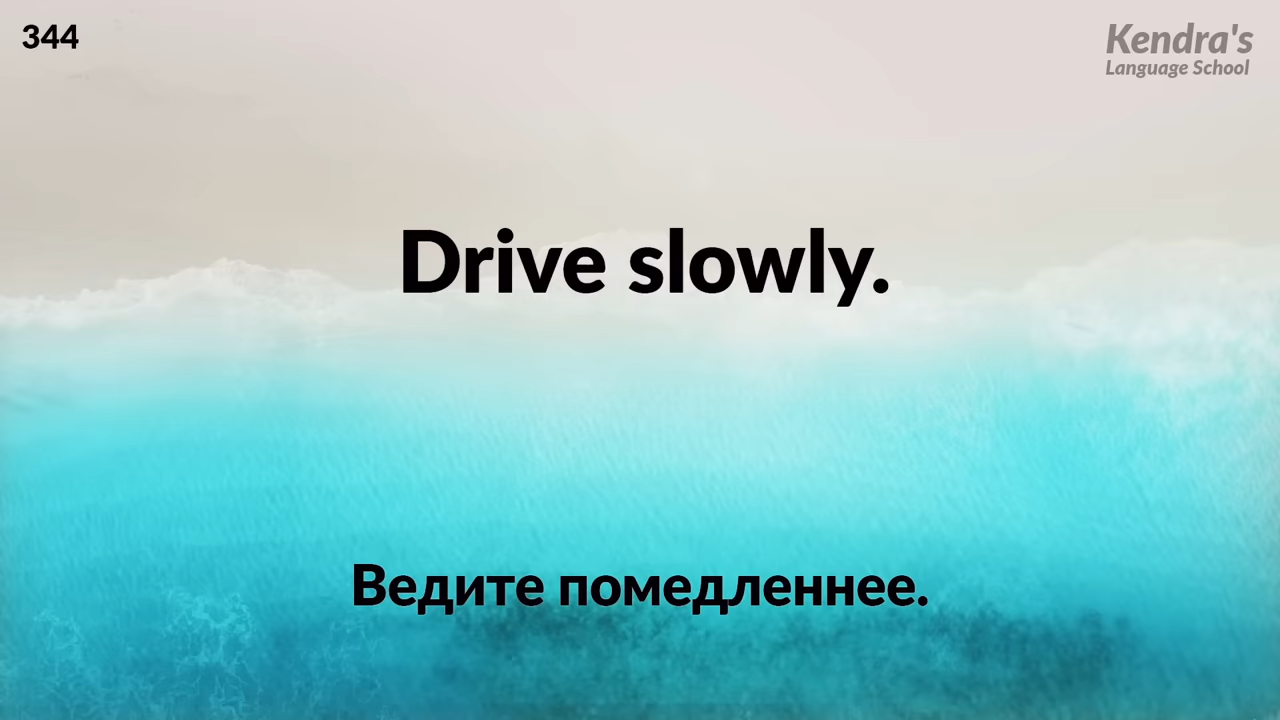 344
Kendra's
Language School
Drive slowly.
Ведите помедленнее.